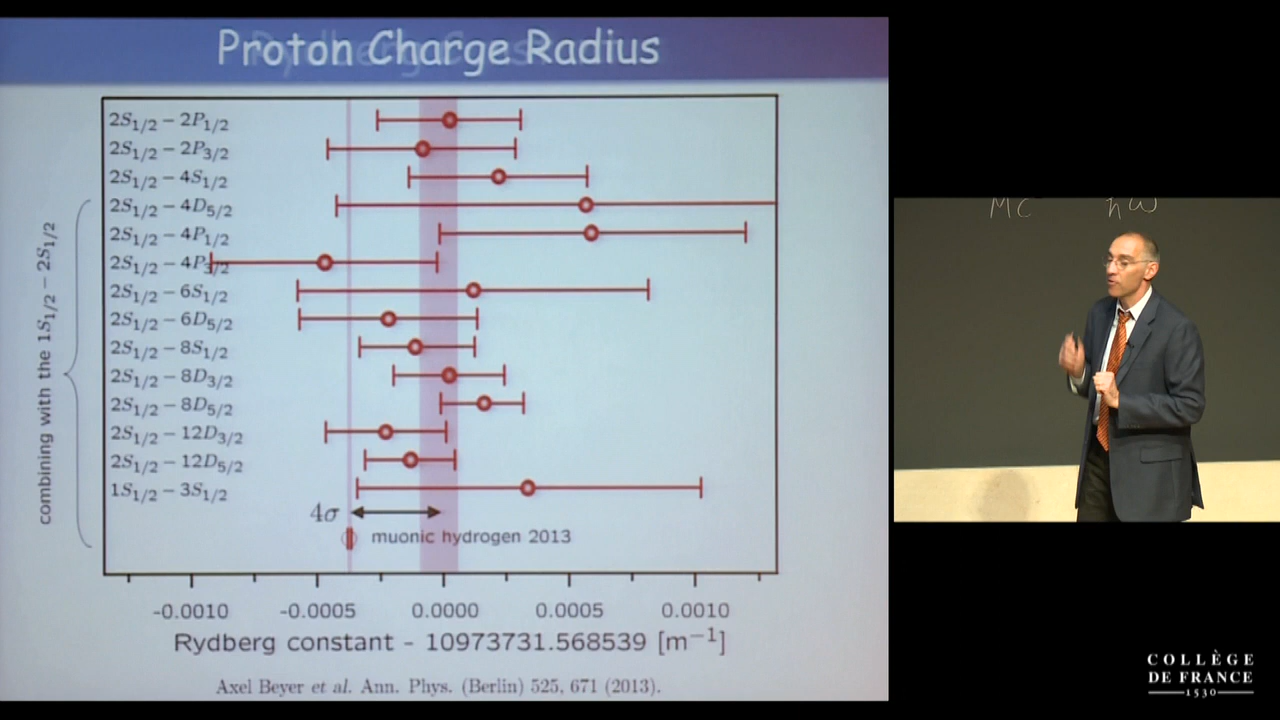 Proton Charge Radius
2S1/2 − 2P1/2
2S1/2 − 2P3/2
2S1/2 − 4S1/2
2S1/2 − 4D5/2
2S1/2 − 4P1/2
2S1/2 − 4P3/2
2S1/2 − 6S1/2
2S1/2 − 6D5/2
2S1/2 − 8S1/2
2S1/2 − 8D3/2
2S1/2 − 8D5/2
2S1/2 − 12D3/2
2S1/2 − 12D5/2
1S1/2 − 3S1/2
combining with the 1S1/2 − 2S1/2
4σ
muonic hydrogen 2013
-0.0010 -0.0005 0.0000 0.0005 0.0010
Rydberg constant - 10973731.568539 [m−1]
Axel Beyer et al. Ann. Phys. (Berlin) 525, 671 (2013).
Mc ħω
COLLÈGE
DE FRANCE
1530